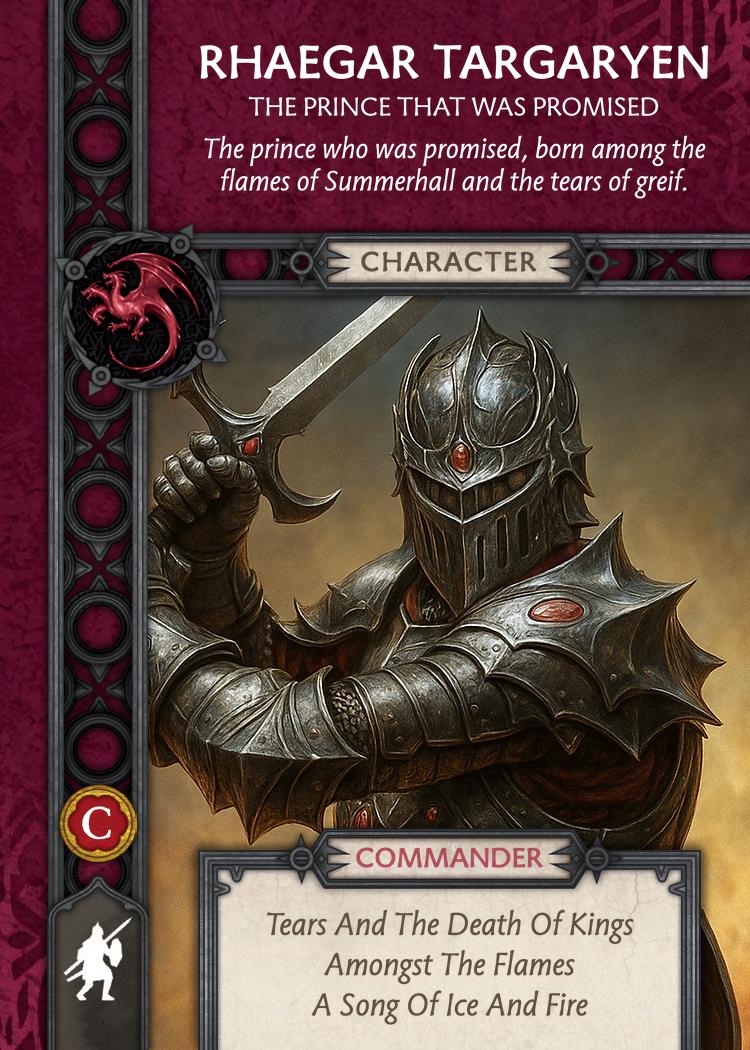 RHAEGAR TARGARYEN
THE PRINCE THAT WAS PROMISED
The prince who was promised, born among the
flames of Summerhall and the tears of greif.
CHARACTER
C
COMMANDER
Tears And The Death Of Kings
Amongst The Flames
A Song Of Ice And Fire